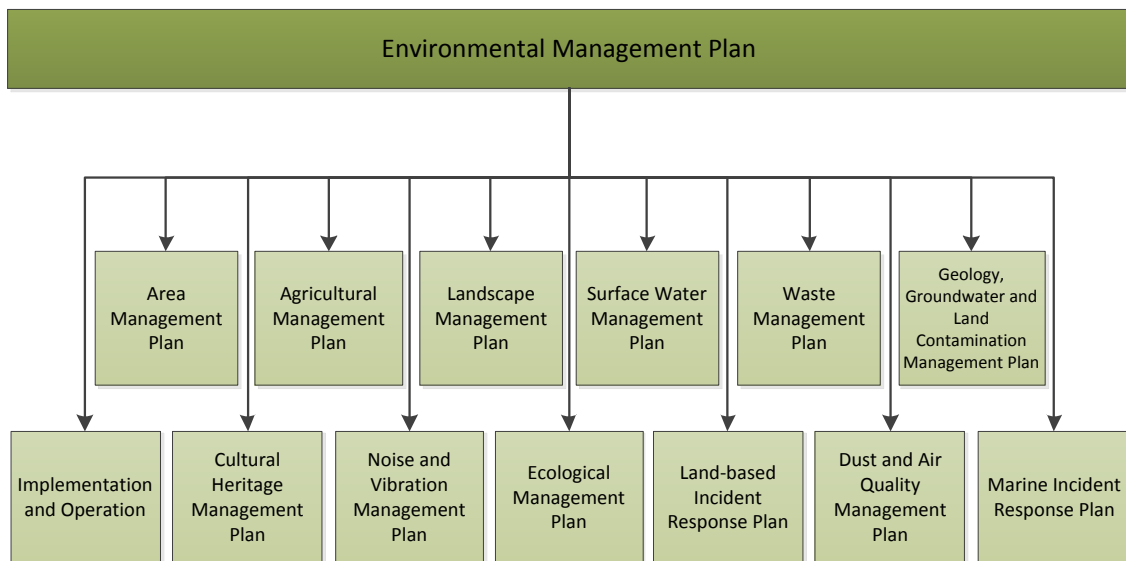 Environmental Management Plan
Area
Management
Plan
Agricultural
Management
Plan
Landscape
Management
Plan
Surface Water
Management
Plan
Waste
Management
Plan
Geology,
Groundwater and
Land
Contamination
Management Plan
Implementation
and Operation
Cultural
Heritage
Management
Plan
Noise and
Vibration
Management
Plan
Ecological
Management
Plan
Land-based
Incident
Response Plan
Dust and Air
Quality
Management
Plan
Marine Incident
Response Plan